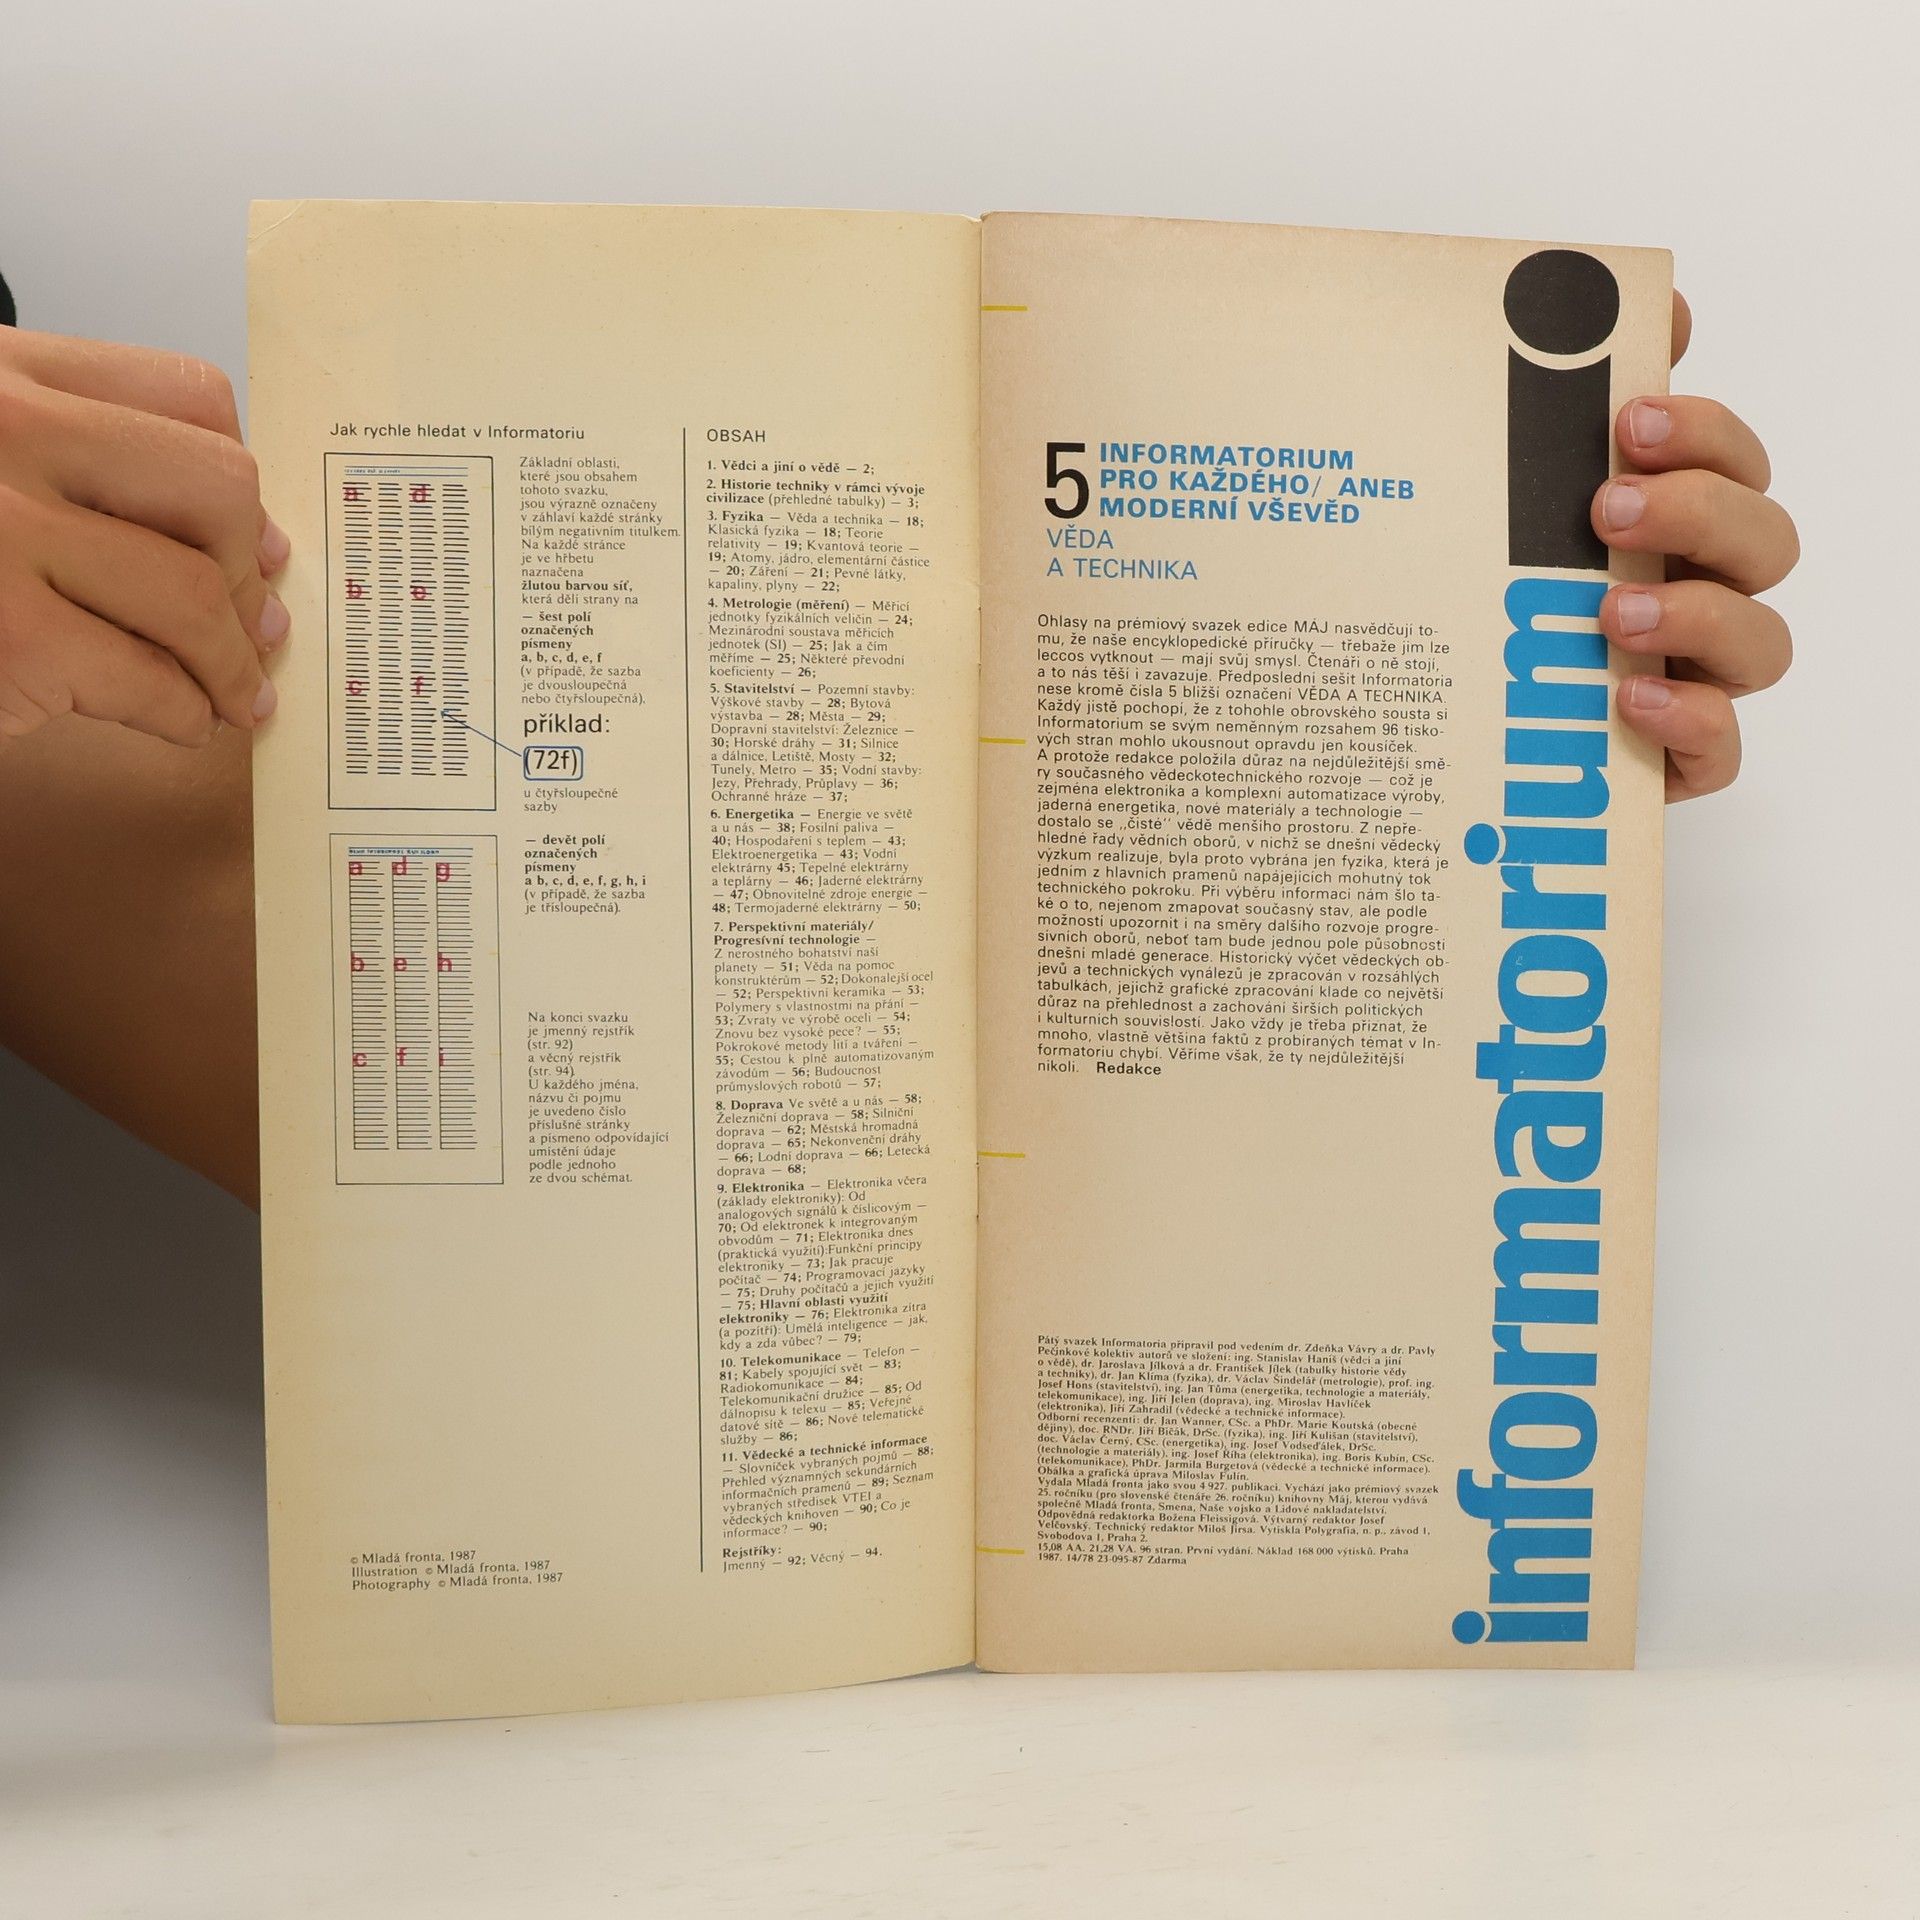 Jak rychle hledat v Informatoriu
a d
b e
c f
Základní oblasti,
které jsou obsahem
tohoto svazku,
jsou výrazně označeny
v záhlaví každé stránky
bílým negativním titulkem.
Na každé stránce
je ve hřbetu
naznačena
žlutou barvou síť,
která dělí strany na
— šest polí
označených
písmeny
a, b, c, d, e, f
(v případě, že sazba
je dvousloupečná
nebo čtyřsloupečná),
příklad:
(72f)
u čtyřsloupečné
sazby
a d g
b e h
c f i
— devět polí
označených
písmeny
a b, c, d, e, f, g, h, i
(v případě, že sazba
je třísloupečná).
Na konci svazku
je jmenný rejstřík
(str. 92)
a věcný rejstřík
(str. 94).
U každého jména,
názvu či pojmu
je uvedeno číslo
příslušné stránky
a písmeno odpovídající
umístění údaje
podle jednoho
ze dvou schémat.
© Mladá fronta, 1987
Illustration © Mladá fronta, 1987
Photography © Mladá fronta, 1987
OBSAH
1. Vědci a jiní o vědě — 2;
2. Historie techniky v rámci vývoje
civilizace (přehledné tabulky) — 3;
3. Fyzika — Věda a technika — 18;
Klasická fyzika — 18; Teorie
relativity — 19; Kvantová teorie —
19; Atomy, jádro, elementární částice
— 20; Záření — 21; Pevné látky,
kapaliny, plyny — 22;
4. Metrologie (měření) — Měřicí
jednotky fyzikálních veličin — 24;
Mezinárodní soustava měřicích
jednotek (SI) — 25; Jak a čím
měříme — 25; Některé převodní
koeficienty — 26;
5. Stavitelství — Pozemní stavby:
Výškové stavby — 28; Bytová
výstavba — 28; Města — 29;
Dopravní stavitelství: Železnice —
30; Horské dráhy — 31; Silnice
a dálnice, Letiště, Mosty — 32;
Tunely, Metro — 35; Vodní stavby:
Jezy, Přehrady, Průplavy — 36;
Ochranné hráze — 37;
6. Energetika — Energie ve světě
a u nás — 38; Fosilní paliva —
40; Hospodaření s teplem — 43;
Elektroenergetika — 43; Vodní
elektrárny 45; Tepelné elektrárny
a teplárny — 46; Jaderné elektrárny
— 47; Obnovitelné zdroje energie —
48; Termojaderné elektrárny — 50;
7. Perspektivní materiály/
Progresívní technologie —
Z nerostného bohatství naší
planety — 51; Věda na pomoc
konstruktérům — 52; Dokonalejší ocel
— 52; Perspektivní keramika — 53;
Polymery s vlastnostmi na přání —
53; Zvraty ve výrobě oceli — 54;
Znovu bez vysoké pece? — 55;
Pokrokové metody lití a tváření —
55; Cestou k plně automatizovaným
závodům — 56; Budoucnost
průmyslových robotů — 57;
8. Doprava Ve světě a u nás — 58;
Železniční doprava — 58; Silniční
doprava — 62; Městská hromadná
doprava — 65; Nekonvenční dráhy
— 66; Lodní doprava — 66; Letecká
doprava — 68;
9. Elektronika — Elektronika včera
(základy elektroniky): Od
analogových signálů k číslicovým —
70; Od elektronek k integrovaným
obvodům — 71; Elektronika dnes
(praktická využití):Funkční principy
elektroniky — 73; Jak pracuje
počítač — 74; Programovací jazyky
— 75; Druhy počítačů a jejich využití
— 75; Hlavní oblasti využití
elektroniky — 76; Elektronika zítra
(a pozítří): Umělá inteligence — jak,
kdy a zda vůbec? — 79;
10. Telekomunikace — Telefon —
81; Kabely spojující svět — 83;
Radiokomunikace — 84;
Telekomunikační družice — 85; Od
dálnopisu k telexu — 85; Veřejné
datové sítě — 86; Nové telematické
služby — 86;
11. Vědecké a technické informace
— Slovníček vybraných pojmů — 88;
Přehled významných sekundárních
informačních pramenů — 89; Seznam
vybraných středisek VTEI a
vědeckých knihoven — 90; Co je
informace? — 90;
Rejstříky:
Jmenný — 92; Věcný — 94.
5 INFORMATORIUM
PRO KAŽDÉHO/ ANEB
MODERNÍ VŠEVĚD
VĚDA
A TECHNIKA
Ohlasy na prémiový svazek edice MÁJ nasvědčují to-
mu, že naše encyklopedické příručky — třebaže jim lze
leccos vytknout — mají svůj smysl. Čtenáři o ně stojí,
a to nás těší i zavazuje. Předposlední sešit Informatoria
nese kromě čísla 5 bližší označení VĚDA A TECHNIKA.
Každý jistě pochopí, že z tohohle obrovského sousta si
Informatorium se svým neměnným rozsahem 96 tisko-
vých stran mohlo ukousnout opravdu jen kousíček.
A protože redakce položila důraz na nejdůležitější smě-
ry současného vědeckotechnického rozvoje — což je
zejména elektronika a komplexní automatizace výroby,
jaderná energetika, nové materiály a technologie —
dostalo se „čisté“ vědě menšího prostoru. Z nepře-
hledné řady vědních oborů, v nichž se dnešní vědecký
výzkum realizuje, byla proto vybrána jen fyzika, která je
jedním z hlavních pramenů napájejících mohutný tok
technického pokroku. Při výběru informací nám šlo ta-
ké o to, nejenom zmapovat současný stav, ale podle
možností upozornit i na směry dalšího rozvoje progre-
sívních oborů, neboť tam bude jednou pole působnosti
dnešní mladé generace. Historický výčet vědeckých ob-
jevů a technických vynálezů je zpracován v rozsáhlých
tabulkách, jejichž grafické zpracování klade co největší
důraz na přehlednost a zachování širších politických
i kulturních souvislostí. Jako vždy je třeba přiznat, že
mnoho, vlastně většina faktů z probíraných témat v In-
formatoriu chybí. Věříme však, že ty nejdůležitější
nikoli. Redakce
Pátý svazek Informatoria připravil pod vedením dr. Zdeňka Vávry a dr. Pavly
Pečinkové kolektiv autorů ve složení: ing. Stanislav Haniš (vědci a jiní
o vědě), dr. Jaroslava Jílková a dr. František Jílek (tabulky historie vědy
a techniky), dr. Jan Klíma (fyzika), dr. Václav Šindelář (metrologie), prof. ing.
Josef Hons (stavitelství), ing. Jan Tůma (energetika, technologie a materiály,
telekomunikace), ing. Jiří Jelen (doprava), ing. Miroslav Havlíček
(elektronika), Jiří Zahradil (vědecké a technické informace).
Odborní recenzenti: dr. Jan Wanner, CSc. a PhDr. Marie Koutská (obecné
dějiny), doc. RNDr. Jiří Bičák, DrSc. (fyzika), ing. Jiří Kulišan (stavitelství),
doc. Václav Černý, CSc. (energetika), ing. Josef Vodseďálek, DrSc.
(technologie a materiály), ing. Josef Říha (elektronika), ing. Boris Kubín, CSc.
(telekomunikace), PhDr. Jarmila Burgetová (vědecké a technické informace).
Obálka a grafická úprava Miloslav Fulín.
Vydala Mladá fronta jako svou 4 927. publikaci. Vychází jako prémiový svazek
25. ročníku (pro slovenské čtenáře 26. ročníku) knihovny Máj, kterou vydává
společně Mladá fronta, Smena, Naše vojsko a Lidové nakladatelství.
Odpovědná redaktorka Božena Fleissigová. Výtvarný redaktor Josef
Velčovský. Technický redaktor Miloš Jirsa. Vytiskla Polygrafia, n. p., závod 1,
Svobodova 1, Praha 2.
15,08 AA. 21,28 VA. 96 stran. První vydání. Náklad 168 000 výtisků. Praha
1987. 14/78 23-095-87 Zdarma
informatorium
i